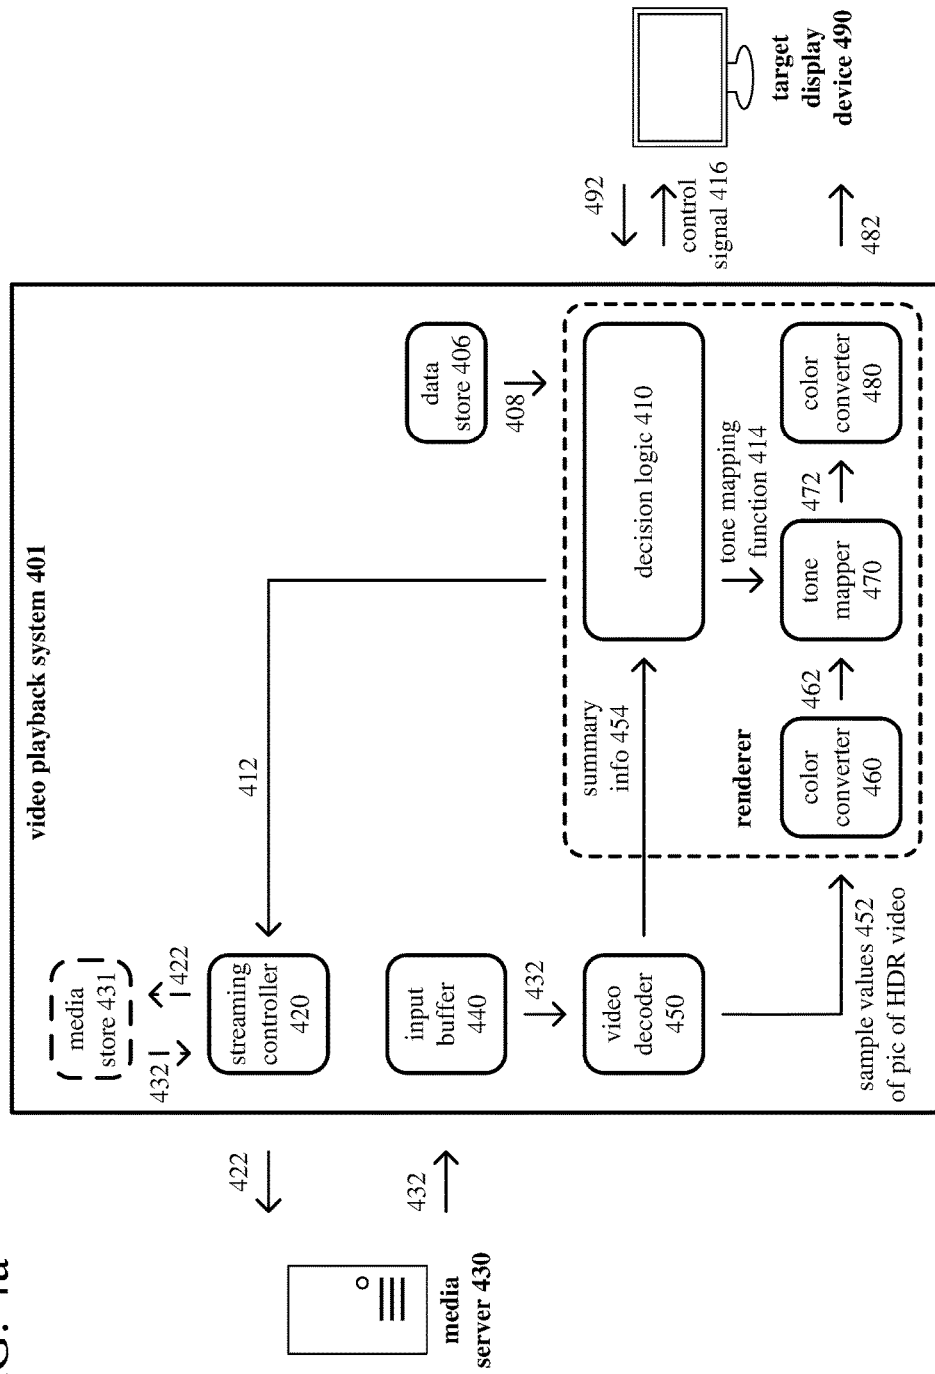 G. 4a
video playback system 401
media
store 431
432
422
422
streaming
controller
420
412
432
input
buffer
440
data
store 406
408
media
server 430
432
video
decoder
450
summary
info 454
decision logic 410
492
control
signal 416
target
display
device 490
renderer
tone mapping
function 414
color
converter
460
462
tone
mapper
470
472
color
converter
480
482
sample values 452
of pic of HDR video